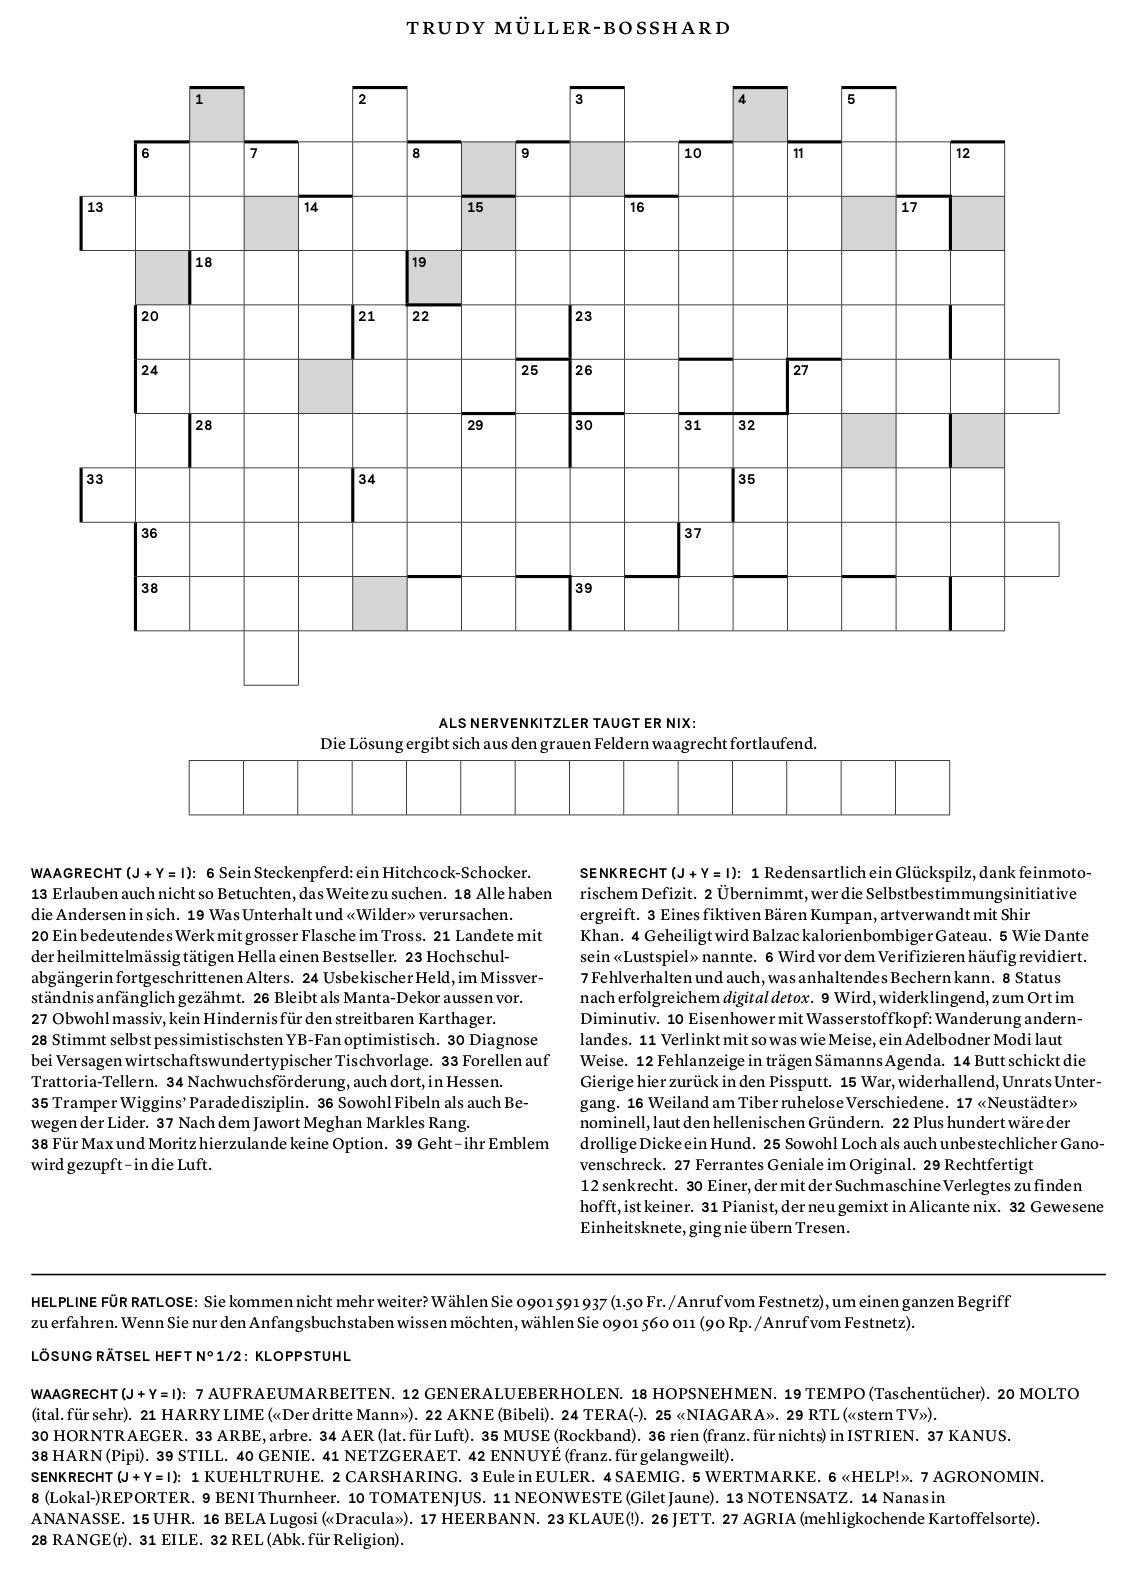 TRUDY MÜLLER-BOSSHARD
1 2 3 4 5
6 7 8 9 10 11 12
13 14 15 16 17
18 19
20 21 22 23
24 25 26 27
28 29 30 31 32
33 34 35
36 37
38 39
ALS NERVENKITZLER TAUGT ER NIX:
Die Lösung ergibt sich aus den grauen Feldern waagrecht fortlaufend.
WAAGRECHT (J + Y = I): 6 Sein Steckenpferd: ein Hitchcock-Schocker.
13 Erlauben auch nicht so Betuchten, das Weite zu suchen. 18 Alle haben
die Andersen in sich. 19 Was Unterhalt und «Wilder» verursachen.
20 Ein bedeutendes Werk mit grosser Flasche im Tross. 21 Landete mit
der heilmittelmässig tätigen Hella einen Bestseller. 23 Hochschul-
abgängerin fortgeschrittenen Alters. 24 Usbekischer Held, im Missver-
ständnis anfänglich gezähmt. 26 Bleibt als Manta-Dekor aussen vor.
27 Obwohl massiv, kein Hindernis für den streitbaren Karthager.
28 Stimmt selbst pessimistischsten YB-Fan optimistisch. 30 Diagnose
bei Versagen wirtschaftswundertypischer Tischvorlage. 33 Forellen auf
Trattoria-Tellern. 34 Nachwuchsförderung, auch dort, in Hessen.
35 Tramper Wiggins' Paradedisziplin. 36 Sowohl Fibeln als auch Be-
wegen der Lider. 37 Nach dem Jawort Meghan Markles Rang.
38 Für Max und Moritz hierzulande keine Option. 39 Geht – ihr Emblem
wird gezupft – in die Luft.
SENKRECHT (J + Y = I): 1 Redensartlich ein Glückspilz, dank feinmoto-
rischem Defizit. 2 Übernimmt, wer die Selbstbestimmungsinitiative
ergreift. 3 Eines fiktiven Bären Kumpan, artverwandt mit Shir
Khan. 4 Geheiligt wird Balzac kalorienbombiger Gateau. 5 Wie Dante
sein «Lustspiel» nannte. 6 Wird vor dem Verifizieren häufig revidiert.
7 Fehlverhalten und auch, was anhaltendes Bechern kann. 8 Status
nach erfolgreichem digital detox. 9 Wird, widerklingend, zum Ort im
Diminutiv. 10 Eisenhower mit Wasserstoffkopf: Wanderung andern-
landes. 11 Verlinkt mit so was wie Meise, ein Adelbodner Modi laut
Weise. 12 Fehlanzeige in trägen Sämanns Agenda. 14 Butt schickt die
Gierige hier zurück in den Pissputt. 15 War, widerhallend, Unrats Unter-
gang. 16 Weiland am Tiber ruhelose Verschiedene. 17 «Neustädter»
nominell, laut den hellenischen Gründern. 22 Plus hundert wäre der
drollige Dicke ein Hund. 25 Sowohl Loch als auch unbestechlicher Gano-
venschreck. 27 Ferrantes Geniale im Original. 29 Rechtfertigt
12 senkrecht. 30 Einer, der mit der Suchmaschine Verlegtes zu finden
hofft, ist keiner. 31 Pianist, der neu gemixt in Alicante nix. 32 Gewesene
Einheitsknete, ging nie übern Tresen.
HELPLINE FÜR RATLOSE: Sie kommen nicht mehr weiter? Wählen Sie 0901 591 937 (1.50 Fr. / Anruf vom Festnetz), um einen ganzen Begriff
zu erfahren. Wenn Sie nur den Anfangsbuchstaben wissen möchten, wählen Sie 0901 560 011 (90 Rp. / Anruf vom Festnetz).
LÖSUNG RÄTSEL HEFT Nº 1/2: KLOPPSTUHL
WAAGRECHT (J + Y = I): 7 AUFRAEUMARBEITEN. 12 GENERALUEBERHOLEN. 18 HOPSNEHMEN. 19 TEMPO (Taschentücher). 20 MOLTO
(ital. für sehr). 21 HARRY LIME («Der dritte Mann»). 22 AKNE (Bibeli). 24 TERA(-). 25 «NIAGARA». 29 RTL («stern TV»).
30 HORNTRAEGER. 33 ARBE, arbre. 34 AER (lat. für Luft). 35 MUSE (Rockband). 36 rien (franz. für nichts) in ISTRIEN. 37 KANUS.
38 HARN (Pipi). 39 STILL. 40 GENIE. 41 NETZGERAET. 42 ENNUYÉ (franz. für gelangweilt).
SENKRECHT (J + Y = I): 1 KUEHLTRUHE. 2 CARSHARING. 3 Eule in EULER. 4 SAEMIG. 5 WERTMARKE. 6 «HELP!». 7 AGRONOMIN.
8 (Lokal-)REPORTER. 9 BENI Thurnheer. 10 TOMATENJUS. 11 NEONWESTE (Gilet Jaune). 13 NOTENSATZ. 14 Nanas in
ANANASSE. 15 UHR. 16 BELA Lugosi («Dracula»). 17 HEERBANN. 23 KLAUE(!). 26 JETT. 27 AGRIA (mehligkochende Kartoffelsorte).
28 RANGE(r). 31 EILE. 32 REL (Abk. für Religion).